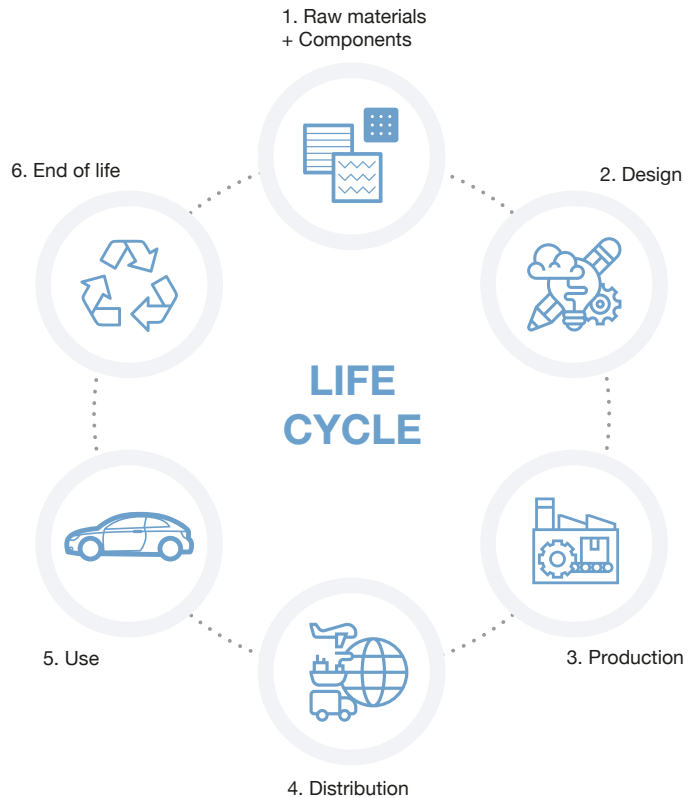 1. Raw materials
+ Components
2. Design
3. Production
4. Distribution
5. Use
6. End of life
LIFE
CYCLE